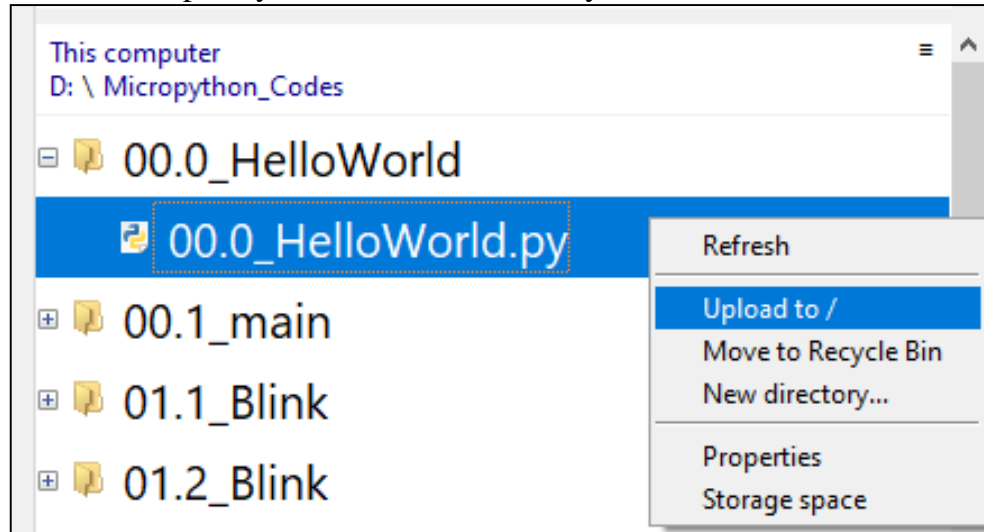 This computer
D: \ Micropython_Codes
00.0_HelloWorld
00.0_HelloWorld.py
00.1_main
01.1_Blink
01.2_Blink
Refresh
Upload to /
Move to Recycle Bin
New directory...
Properties
Storage space